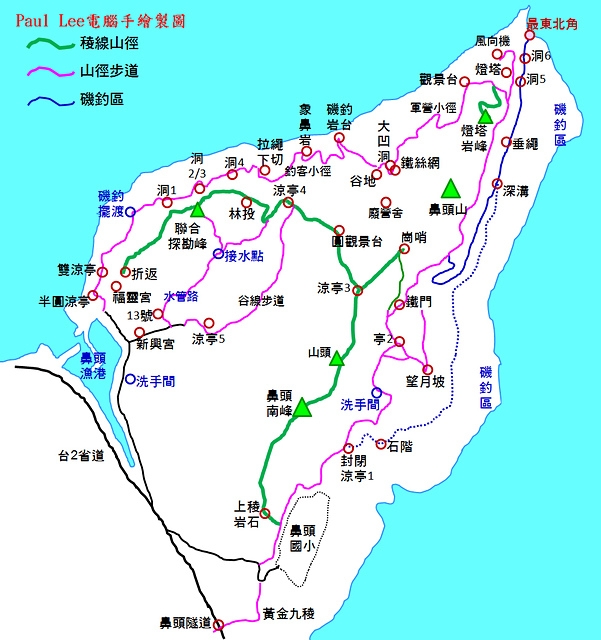 Paul Lee電腦手繪製圖
稜線山徑
山徑步道
磯釣區
最東北角
風向機
洞6
燈塔
洞5
觀景台
軍營小徑
燈塔
岩峰
磯釣區
垂繩
深溝
象鼻岩
磯釣
岩台
大凹洞
鐵絲網
谷地
廢營舍
鼻頭山
拉繩
下切
釣客小徑
洞4
洞
2/3
洞1
磯釣
擺渡
林投
涼亭4
聯合
探勘峰
圓觀景台
崗哨
接水點
雙涼亭
折返
涼亭3
福靈宮
水管路
谷線步道
半圓涼亭
13號
鐵門
新興宮
涼亭5
亭2
山頭
望月坡
磯釣區
鼻頭
漁港
洗手間
鼻頭
南峰
洗手間
台2省道
石階
封閉
涼亭1
上稜
岩石
鼻頭
國小
黃金九稜
鼻頭隧道